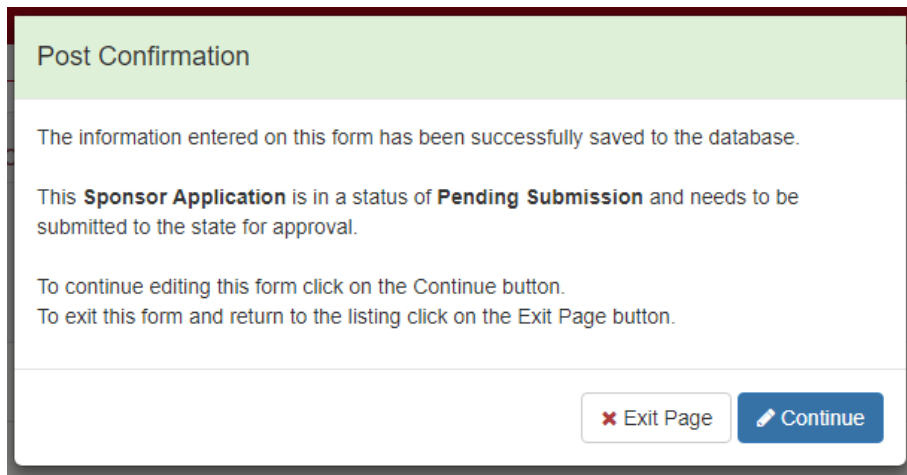 Post Confirmation
The information entered on this form has been successfully saved to the database.
This Sponsor Application is in a status of Pending Submission and needs to be
submitted to the state for approval.
To continue editing this form click on the Continue button.
To exit this form and return to the listing click on the Exit Page button.
Exit Page
Continue